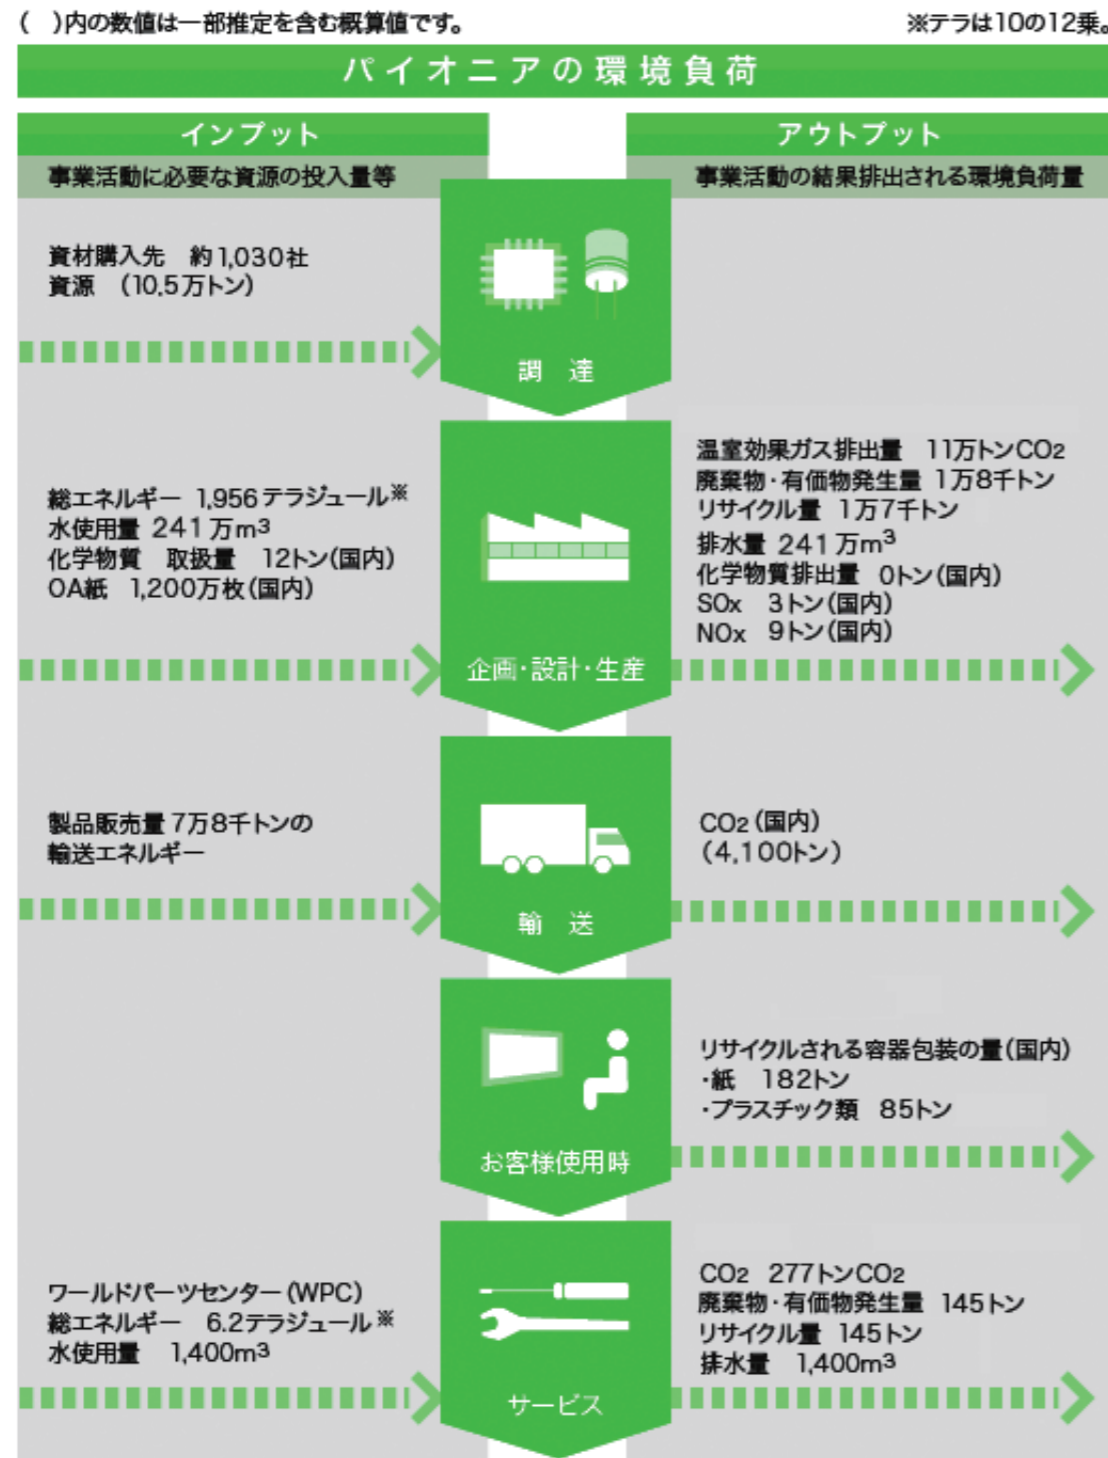 ( )内の数値は一部推定を含む概算値です。
※テラは10の12乗。
パイオニアの環境負荷
インプット
アウトプット
事業活動に必要な資源の投入量等
事業活動の結果排出される環境負荷量
資材購入先 約1,030社
資源 (10.5万トン)
調達
総エネルギー 1,956テラジュール※
水使用量 241万m3
化学物質 取扱量 12トン(国内)
OA紙 1,200万枚(国内)
企画・設計・生産
温室効果ガス排出量 11万トンCO2
廃棄物・有価物発生量 1万8千トン
リサイクル量 1万7千トン
排水量 241万m3
化学物質排出量 0トン(国内)
SOx 3トン(国内)
NOx 9トン(国内)
製品販売量 7万8千トンの
輸送エネルギー
輸送
CO2(国内)
(4,100トン)
お客様使用時
リサイクルされる容器包装の量(国内)
・紙 182トン
・プラスチック類 85トン
ワールドパーツセンター(WPC)
総エネルギー 6.2テラジュール※
水使用量 1,400m3
サービス
CO2 277トンCO2
廃棄物・有価物発生量 145トン
リサイクル量 145トン
排水量 1,400m3